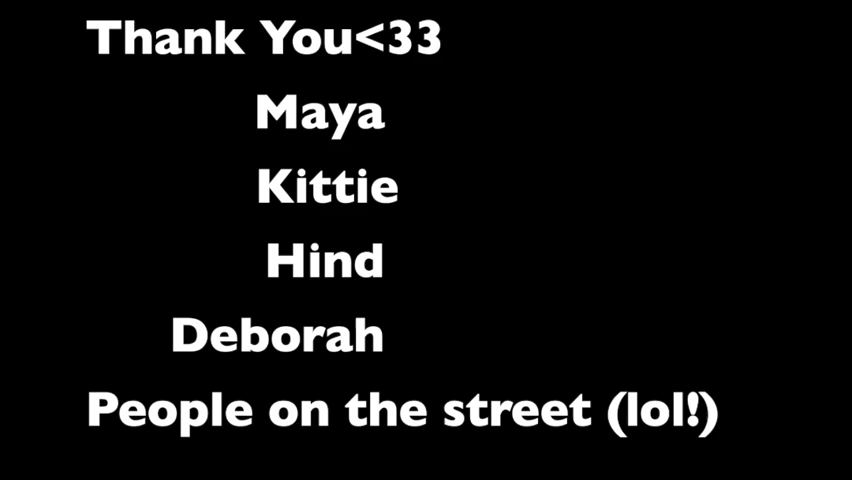 Thank You<33
Maya
Kittie
Hind
Deborah
People on the street (lol!)